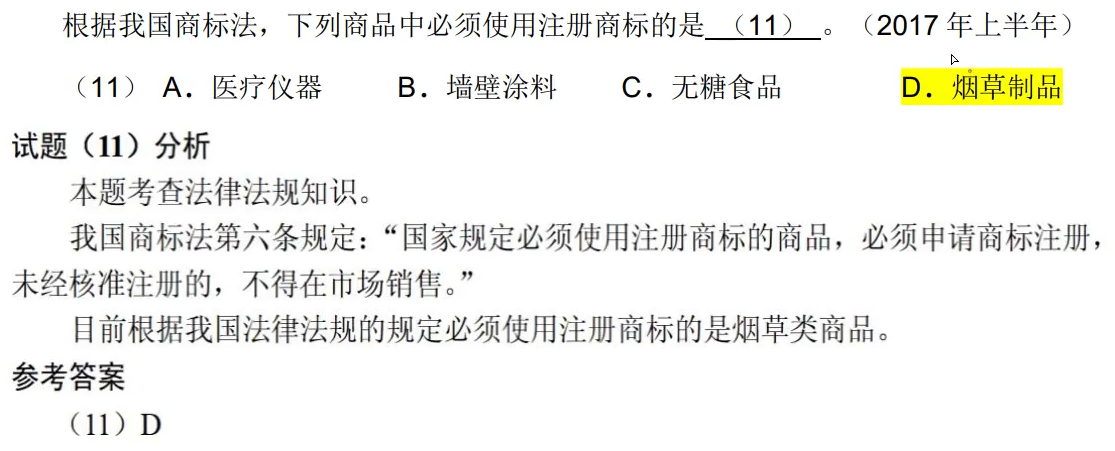 根据我国商标法，下列商品中必须使用注册商标的是（11）。（2017 年上半年）
（11） A．医疗仪器 B．墙壁涂料 C．无糖食品 D．烟草制品
试题（11）分析
本题考查法律法规知识。
我国商标法第六条规定：“国家规定必须使用注册商标的商品，必须申请商标注册，
未经核准注册的，不得在市场销售。”
目前根据我国法律法规的规定必须使用注册商标的是烟草类商品。
参考答案
（11）D